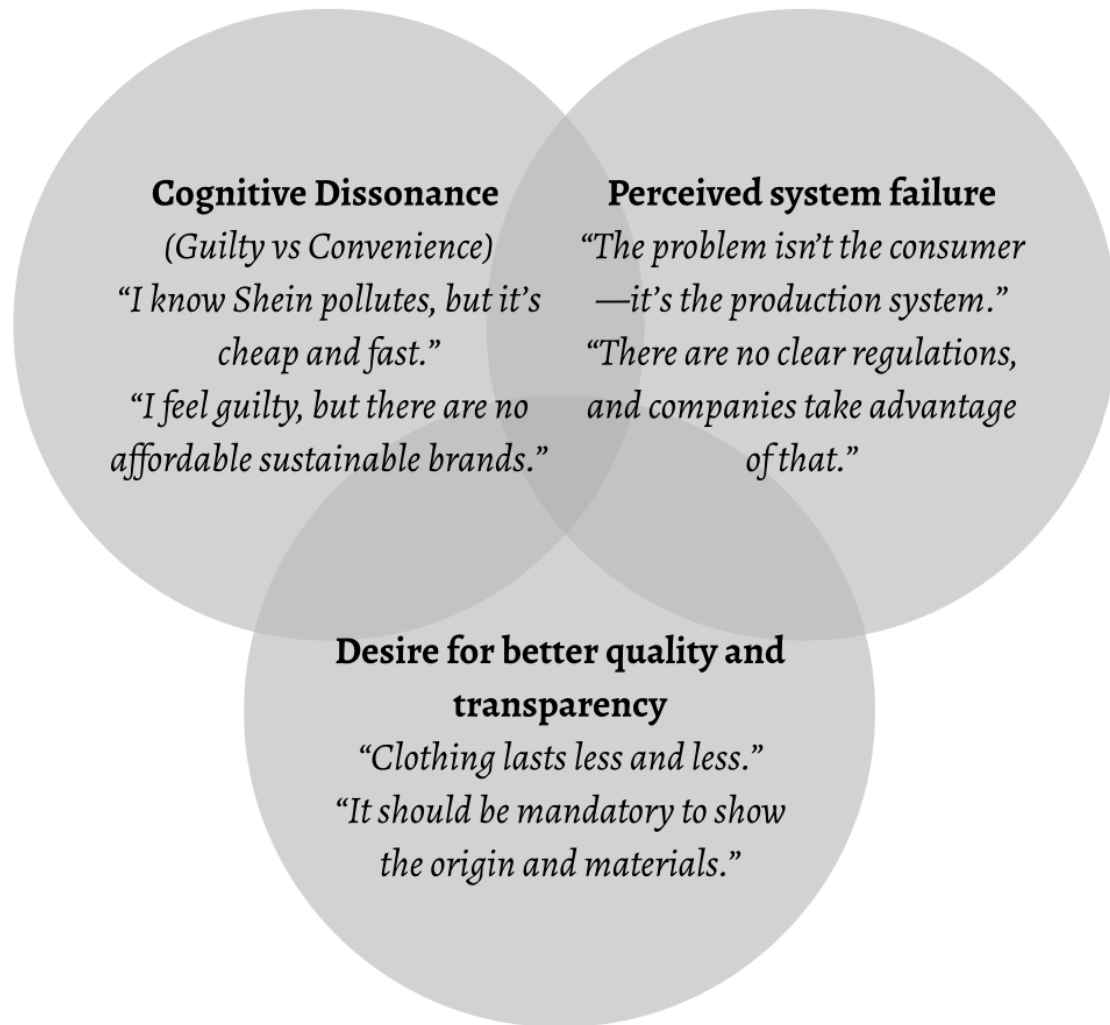 Cognitive Dissonance
(Guilty vs Convenience)
“I know Shein pollutes, but it’s
cheap and fast.”
“I feel guilty, but there are no
affordable sustainable brands.”
Perceived system failure
“The problem isn’t the consumer
—it’s the production system.”
“There are no clear regulations,
and companies take advantage
of that.”
Desire for better quality and
transparency
“Clothing lasts less and less.”
“It should be mandatory to show
the origin and materials.”